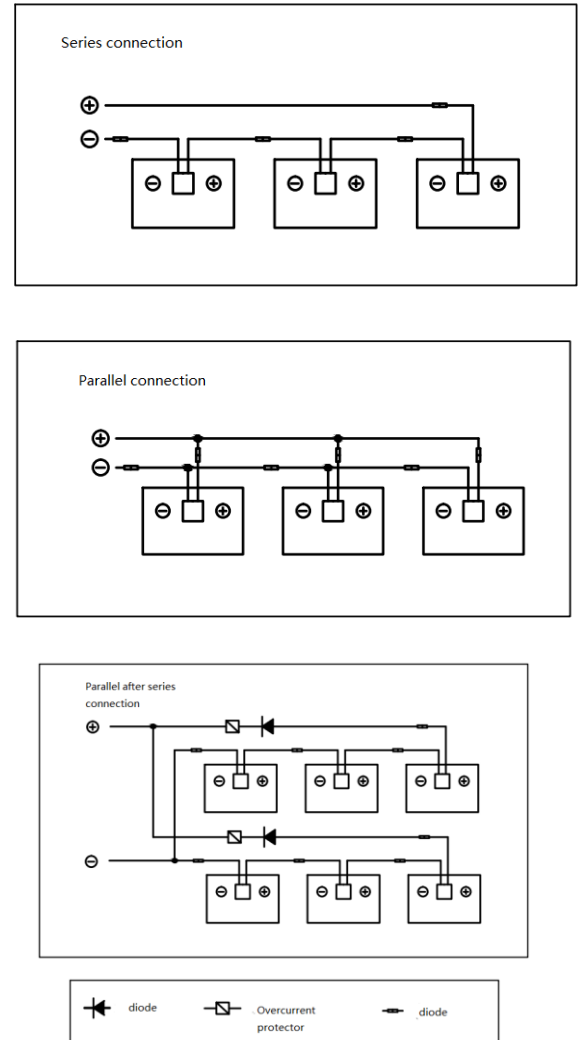 Series connection
Parallel connection
Parallel after series
connection
diode
Overcurrent
protector
diode